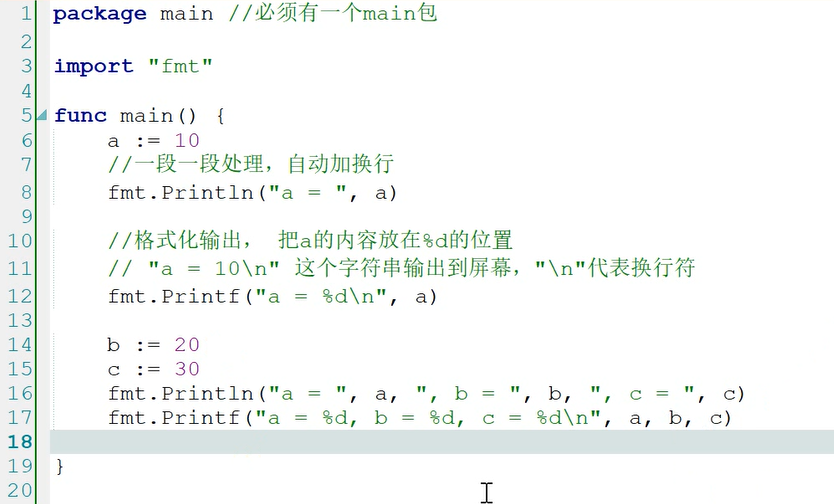 1 package main //必须有一个main包
2
3 import "fmt"
4
5 func main() {
6 a := 10
7 //一段一段处理，自动加换行
8 fmt.Println("a = ", a)
9
10 //格式化输出， 把a的内容放在%d的位置
11 // "a = 10\n" 这个字符串输出到屏幕，"\n"代表换行符
12 fmt.Printf("a = %d\n", a)
13
14 b := 20
15 c := 30
16 fmt.Println("a = ", a, ", b = ", b, ", c = ", c)
17 fmt.Printf("a = %d, b = %d, c = %d\n", a, b, c)
18
19 }
20